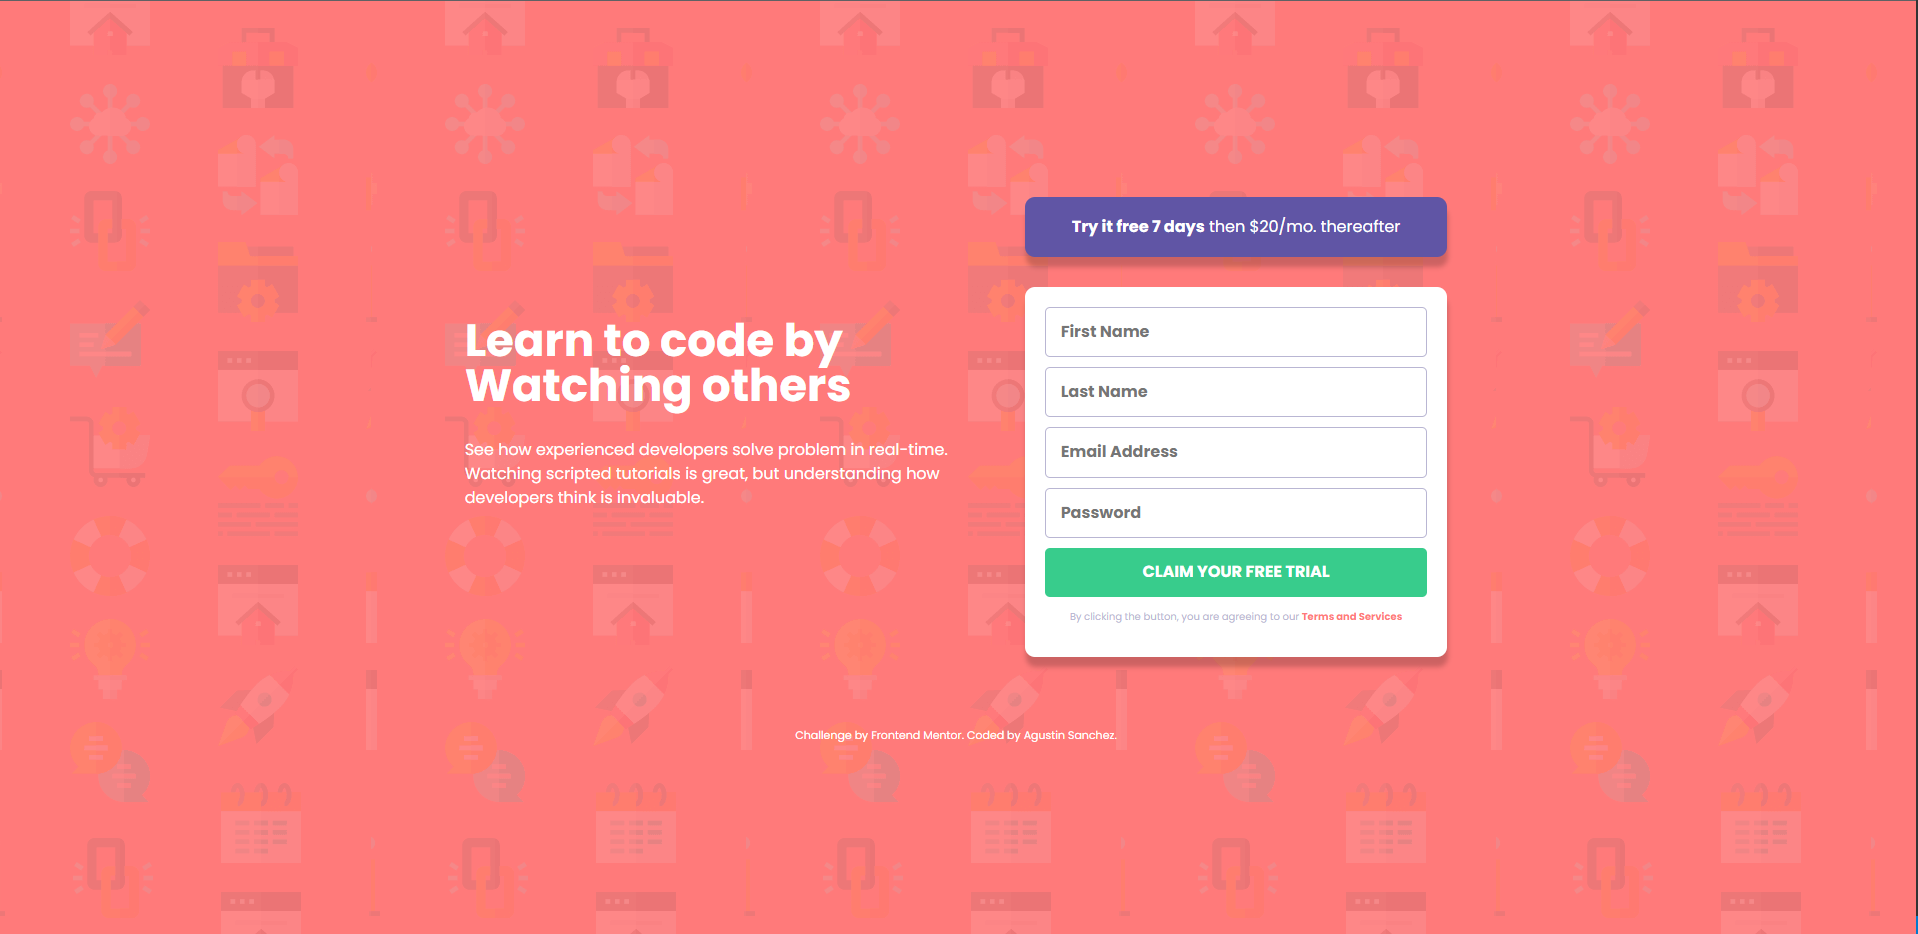 Learn to code by
Watching others
See how experienced developers solve problem in real-time.
Watching scripted tutorials is great, but understanding how
developers think is invaluable.
Try it free 7 days then $20/mo. thereafter
First Name
Last Name
Email Address
Password
CLAIM YOUR FREE TRIAL
By clicking the button, you are agreeing to our Terms and Services
Challenge by Frontend Mentor. Coded by Agustin Sanchez.